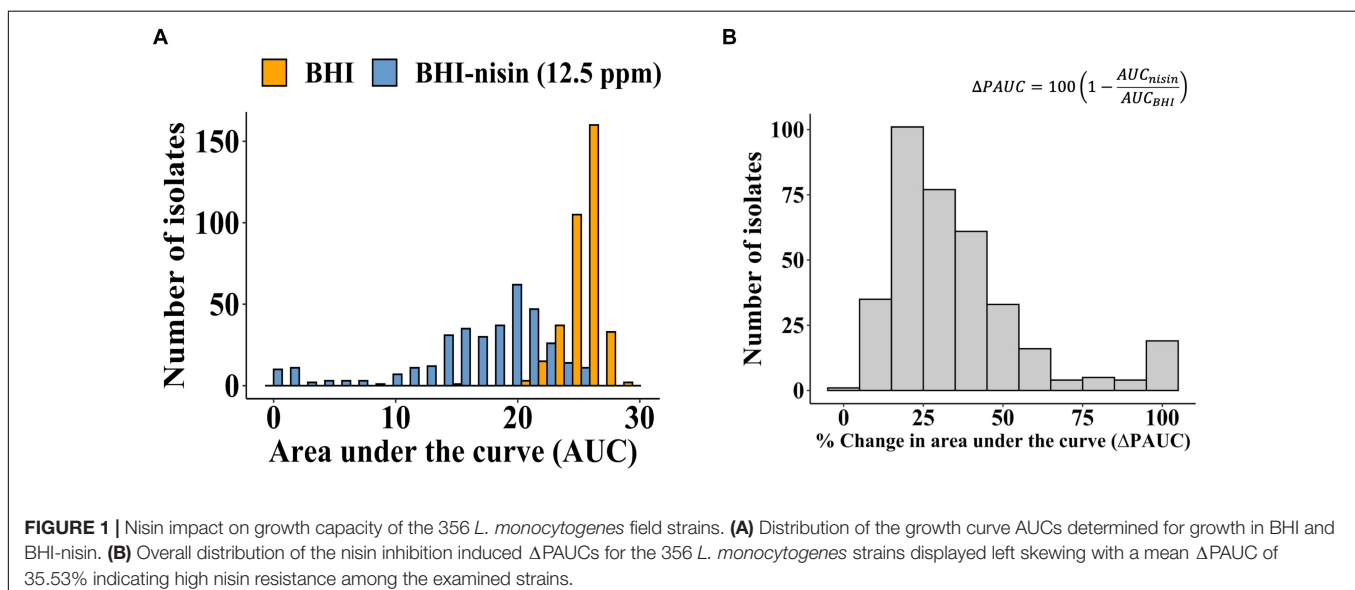 A
BHI BHI-nisin (12.5 ppm)
Number of isolates
150
100
50
0
0 10 20 30
Area under the curve (AUC)
B
ΔPAUC = 100 (1 − AUCnisin / AUCBHI)
Number of isolates
100
75
50
25
0
0 25 50 75 100
% Change in area under the curve (ΔPAUC)
FIGURE 1 | Nisin impact on growth capacity of the 356 L. monocytogenes field strains. (A) Distribution of the growth curve AUCs determined for growth in BHI and
BHI-nisin. (B) Overall distribution of the nisin inhibition induced ΔPAUCs for the 356 L. monocytogenes strains displayed left skewing with a mean ΔPAUC of
35.53% indicating high nisin resistance among the examined strains.